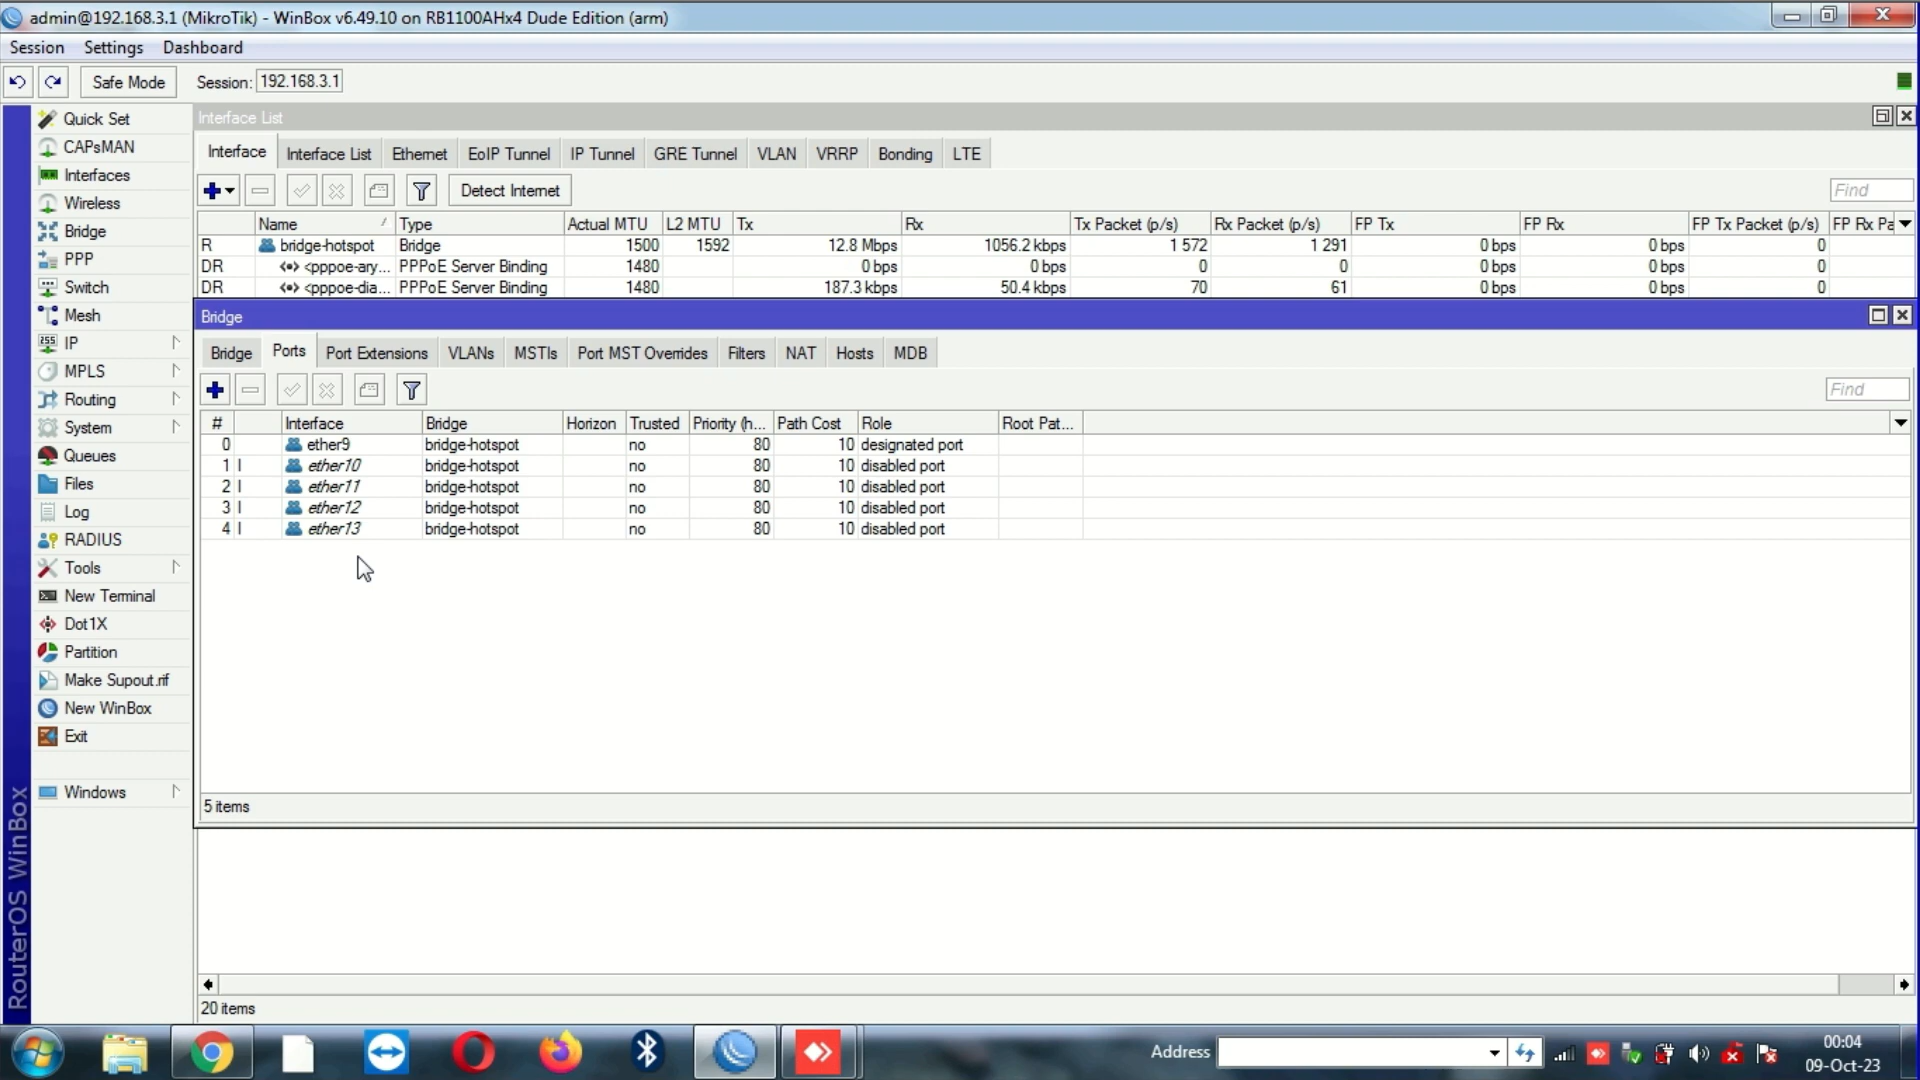 admin@192.168.3.1 (MikroTik) - WinBox v6.49.10 on RB1100AHx4 Dude Edition (arm)
Session Settings Dashboard
Safe Mode Session: 192.168.3.1
Quick Set
CAPsMAN
Interfaces
Wireless
Bridge
PPP
Switch
Mesh
IP
MPLS
Routing
System
Queues
Files
Log
RADIUS
Tools
New Terminal
Dot1X
Partition
Make Supout.rif
New WinBox
Exit
Windows
RouterOS WinBox
Interface List
Interface Interface List Ethernet EoIP Tunnel IP Tunnel GRE Tunnel VLAN VRRP Bonding LTE
Detect Internet Find
Name Type Actual MTU L2 MTU Tx Rx Tx Packet (p/s) Rx Packet (p/s) FP Tx FP Rx FP Tx Packet (p/s) FP Rx Pa
R bridge-hotspot Bridge 1500 1592 12.8 Mbps 1056.2 kbps 1 572 1 291 0 bps 0 bps 0
DR <pppoe-ary... PPPoE Server Binding 1480 0 bps 0 bps 0 0 0 bps 0 bps 0
DR <pppoe-dia... PPPoE Server Binding 1480 187.3 kbps 50.4 kbps 70 61 0 bps 0 bps 0
Bridge
Bridge Ports Port Extensions VLANs MSTIs Port MST Overrides Filters NAT Hosts MDB
Find
# Interface Bridge Horizon Trusted Priority (h... Path Cost Role Root Pat...
0 ether9 bridge-hotspot no 80 10 designated port
1 I ether10 bridge-hotspot no 80 10 disabled port
2 I ether11 bridge-hotspot no 80 10 disabled port
3 I ether12 bridge-hotspot no 80 10 disabled port
4 I ether13 bridge-hotspot no 80 10 disabled port
5 items
20 items
Address
00:04
09-Oct-23